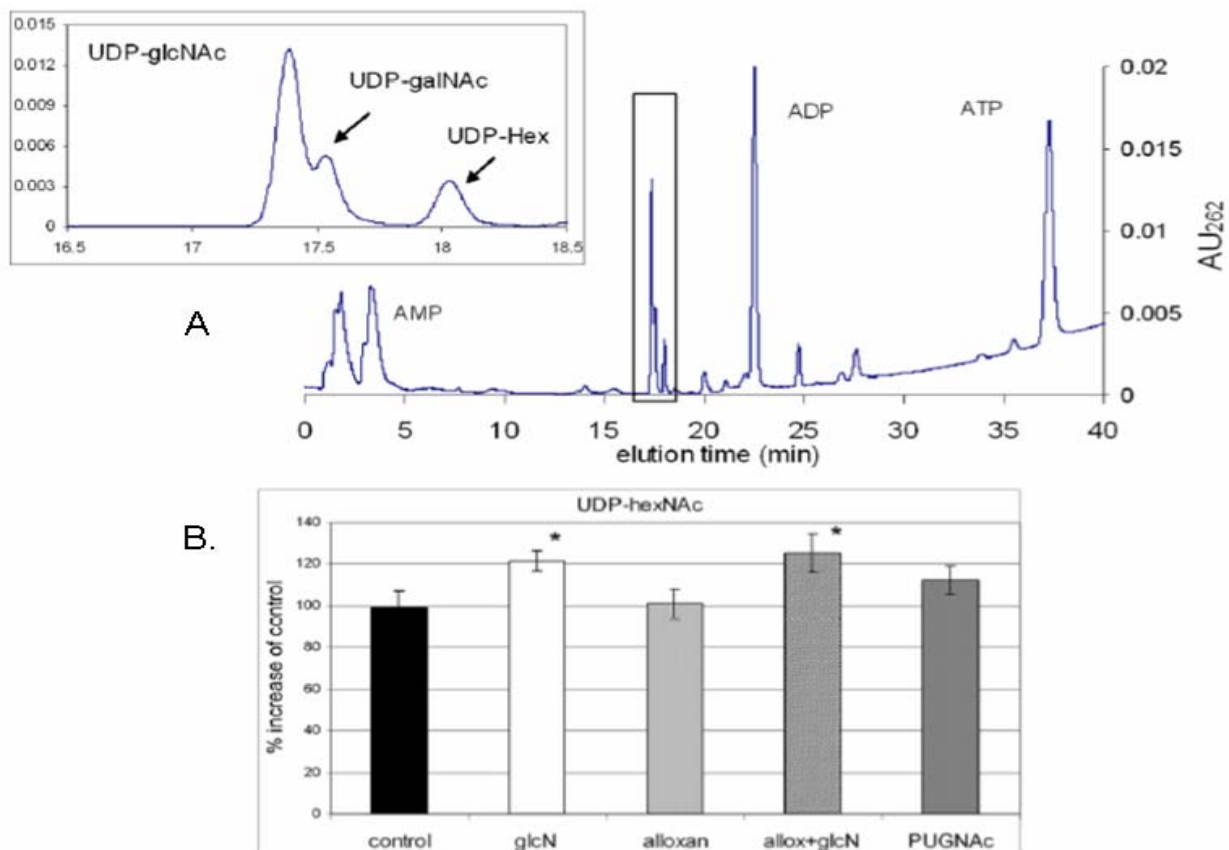 0.015
0.012
0.009
0.006
0.003
0
16.5 17 17.5 18 18.5
UDP-glcNAc
UDP-galNAc
UDP-Hex
A
AMP
ADP
ATP
0.02
0.015
0.01
0.005
0
AU262
0 5 10 15 20 25 30 35 40
elution time (min)
B.
UDP-hexNAc
% increase of control
140
120
100
80
60
40
20
0
* *
control glcN alloxan allox+glcN PUGNAc